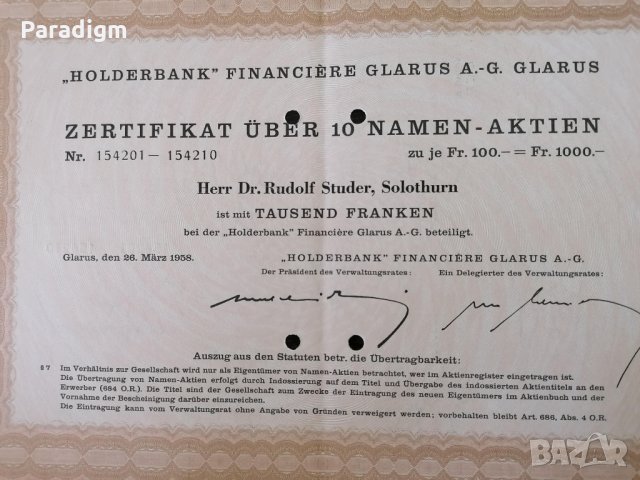 Paradigm
„HOLDERBANK” FINANCIÈRE GLARUS A.-G. GLARUS
ZERTIFIKAT ÜBER 10 NAMEN-AKTIEN
Nr. 154201 — 154210 zu je Fr. 100.— = Fr. 1000.—
Herr Dr. Rudolf Studer, Solothurn
ist mit TAUSEND FRANKEN
bei der „Holderbank” Financière Glarus A.-G. beteiligt.
Glarus, den 26. März 1958. „HOLDERBANK” FINANCIÈRE GLARUS A.-G.
Der Präsident des Verwaltungsrates: Ein Delegierter des Verwaltungsrates:
Auszug aus den Statuten betr. die Übertragbarkeit:
§ 7 Im Verhältnis zur Gesellschaft wird nur als Eigentümer von Namen-Aktien betrachtet, wer im Aktienregister eingetragen ist.
Die Übertragung von Namen-Aktien erfolgt durch Indossierung auf dem Titel und Übergabe des indossierten Aktientitels an den
Erwerber (684 O.R.). Die Titel sind der Gesellschaft zum Zwecke der Eintragung des neuen Eigentümers im Aktienbuch und der
Vornahme der Bescheinigung darüber einzureichen.
Die Eintragung kann vom Verwaltungsrat ohne Angabe von Gründen verweigert werden; vorbehalten bleibt Art. 686, Abs. 4 O.R.
BAZAR